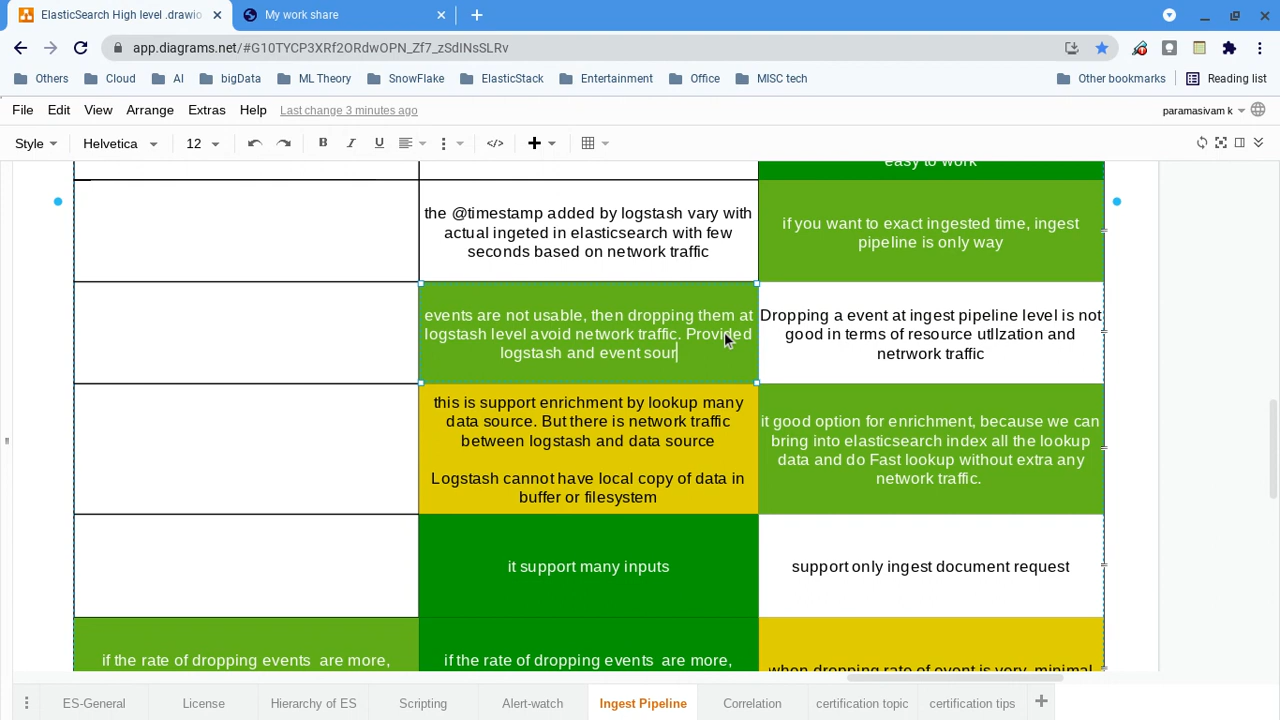 ElasticSearch High level .drawio
My work share
app.diagrams.net/#G10TYCP3XRf2ORdwOPN_Zf7_zSdINsSLRv
Others
Cloud
AI
bigData
ML Theory
SnowFlake
ElasticStack
Entertainment
Office
MISC tech
Other bookmarks
Reading list
File
Edit
View
Arrange
Extras
Help
Last change 3 minutes ago
paramasivam k
Style
Helvetica
12
B
I
U
easy to work
the @timestamp added by logstash vary with
actual ingeted in elasticsearch with few
seconds based on network traffic
if you want to exact ingested time, ingest
pipeline is only way
events are not usable, then dropping them at
logstash level avoid network traffic. Provided
logstash and event sour
Dropping a event at ingest pipeline level is not
good in terms of resource utlIzation and
netrwork traffic
this is support enrichment by lookup many
data source. But there is network traffic
between logstash and data source
Logstash cannot have local copy of data in
buffer or filesystem
it good option for enrichment, because we can
bring into elasticsearch index all the lookup
data and do Fast lookup without extra any
network traffic.
it support many inputs
support only ingest document request
if the rate of dropping events are more,
if the rate of dropping events are more,
when dropping rate of event is very minimal
ES-General
License
Hierarchy of ES
Scripting
Alert-watch
Ingest Pipeline
Correlation
certification topic
certification tips